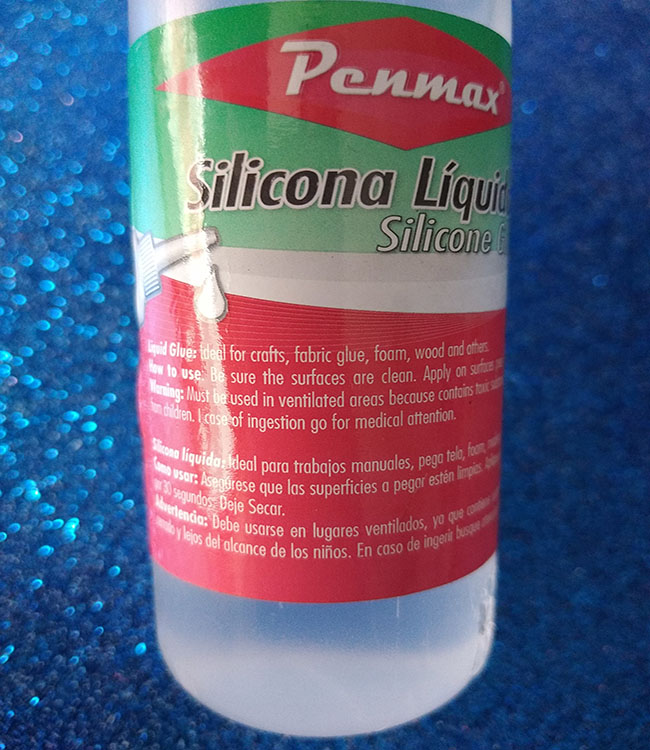 Penmax
Silicona Líquid
Silicone G
Liquid Glue: Ideal for crafts, fabric glue, foam, wood and others.
How to use: Be sure the surfaces are clean. Apply on surfaces
Warning: Must be used in ventilated areas because contains toxic
from children. I case of ingestion go for medical attention.
Silicona líquida: Ideal para trabajos manuales, pega tela, foam,
Como usar: Asegúrese que las superficies a pegar estén limpias.
por 30 segundos. Deje Secar.
Advertencia: Debe usarse en lugares ventilados, ya que contiene
y lejos del alcance de los niños. En caso de ingerir busque